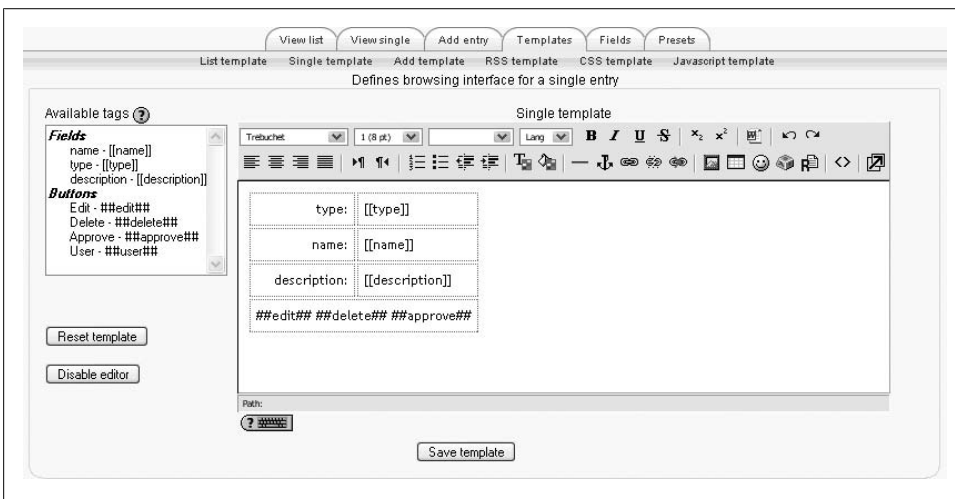 View list View single Add entry Templates Fields Presets
List template Single template Add template RSS template CSS template Javascript template
Defines browsing interface for a single entry
Available tags ?
Single template
Fields
name - [[name]]
type - [[type]]
description - [[description]]
Buttons
Edit - ##edit##
Delete - ##delete##
Approve - ##approve##
User - ##user##
Reset template
Disable editor
Trebuchet 1 (8 pt) Lang B I U S x₂ x²
type: [[type]]
name: [[name]]
description: [[description]]
##edit## ##delete## ##approve##
Path:
?
Save template